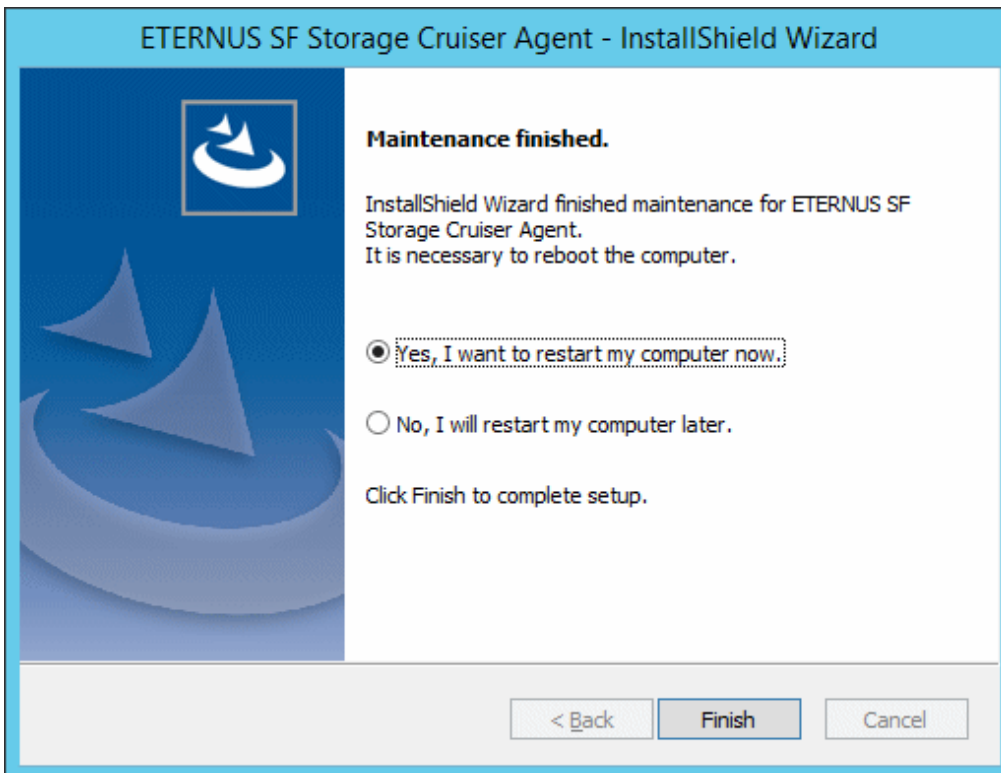 ETERNUS SF Storage Cruiser Agent - InstallShield Wizard
Maintenance finished.
InstallShield Wizard finished maintenance for ETERNUS SF
Storage Cruiser Agent.
It is necessary to reboot the computer.
Yes, I want to restart my computer now.
No, I will restart my computer later.
Click Finish to complete setup.
< Back
Finish
Cancel